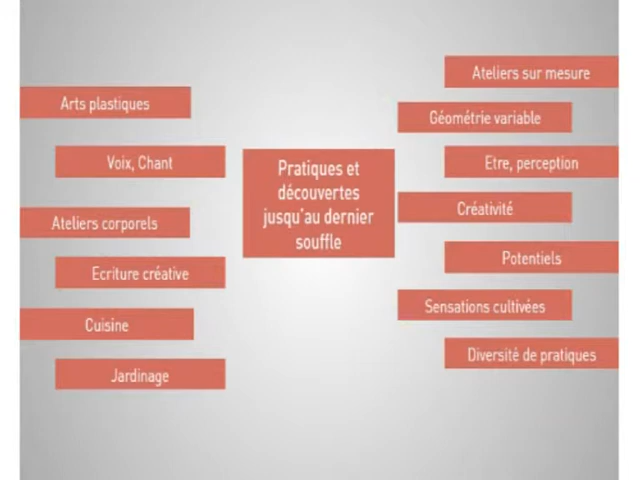 Arts plastiques
Voix, Chant
Ateliers corporels
Ecriture créative
Cuisine
Jardinage
Pratiques et
découvertes
jusqu'au dernier
souffle
Ateliers sur mesure
Géométrie variable
Etre, perception
Créativité
Potentiels
Sensations cultivées
Diversité de pratiques